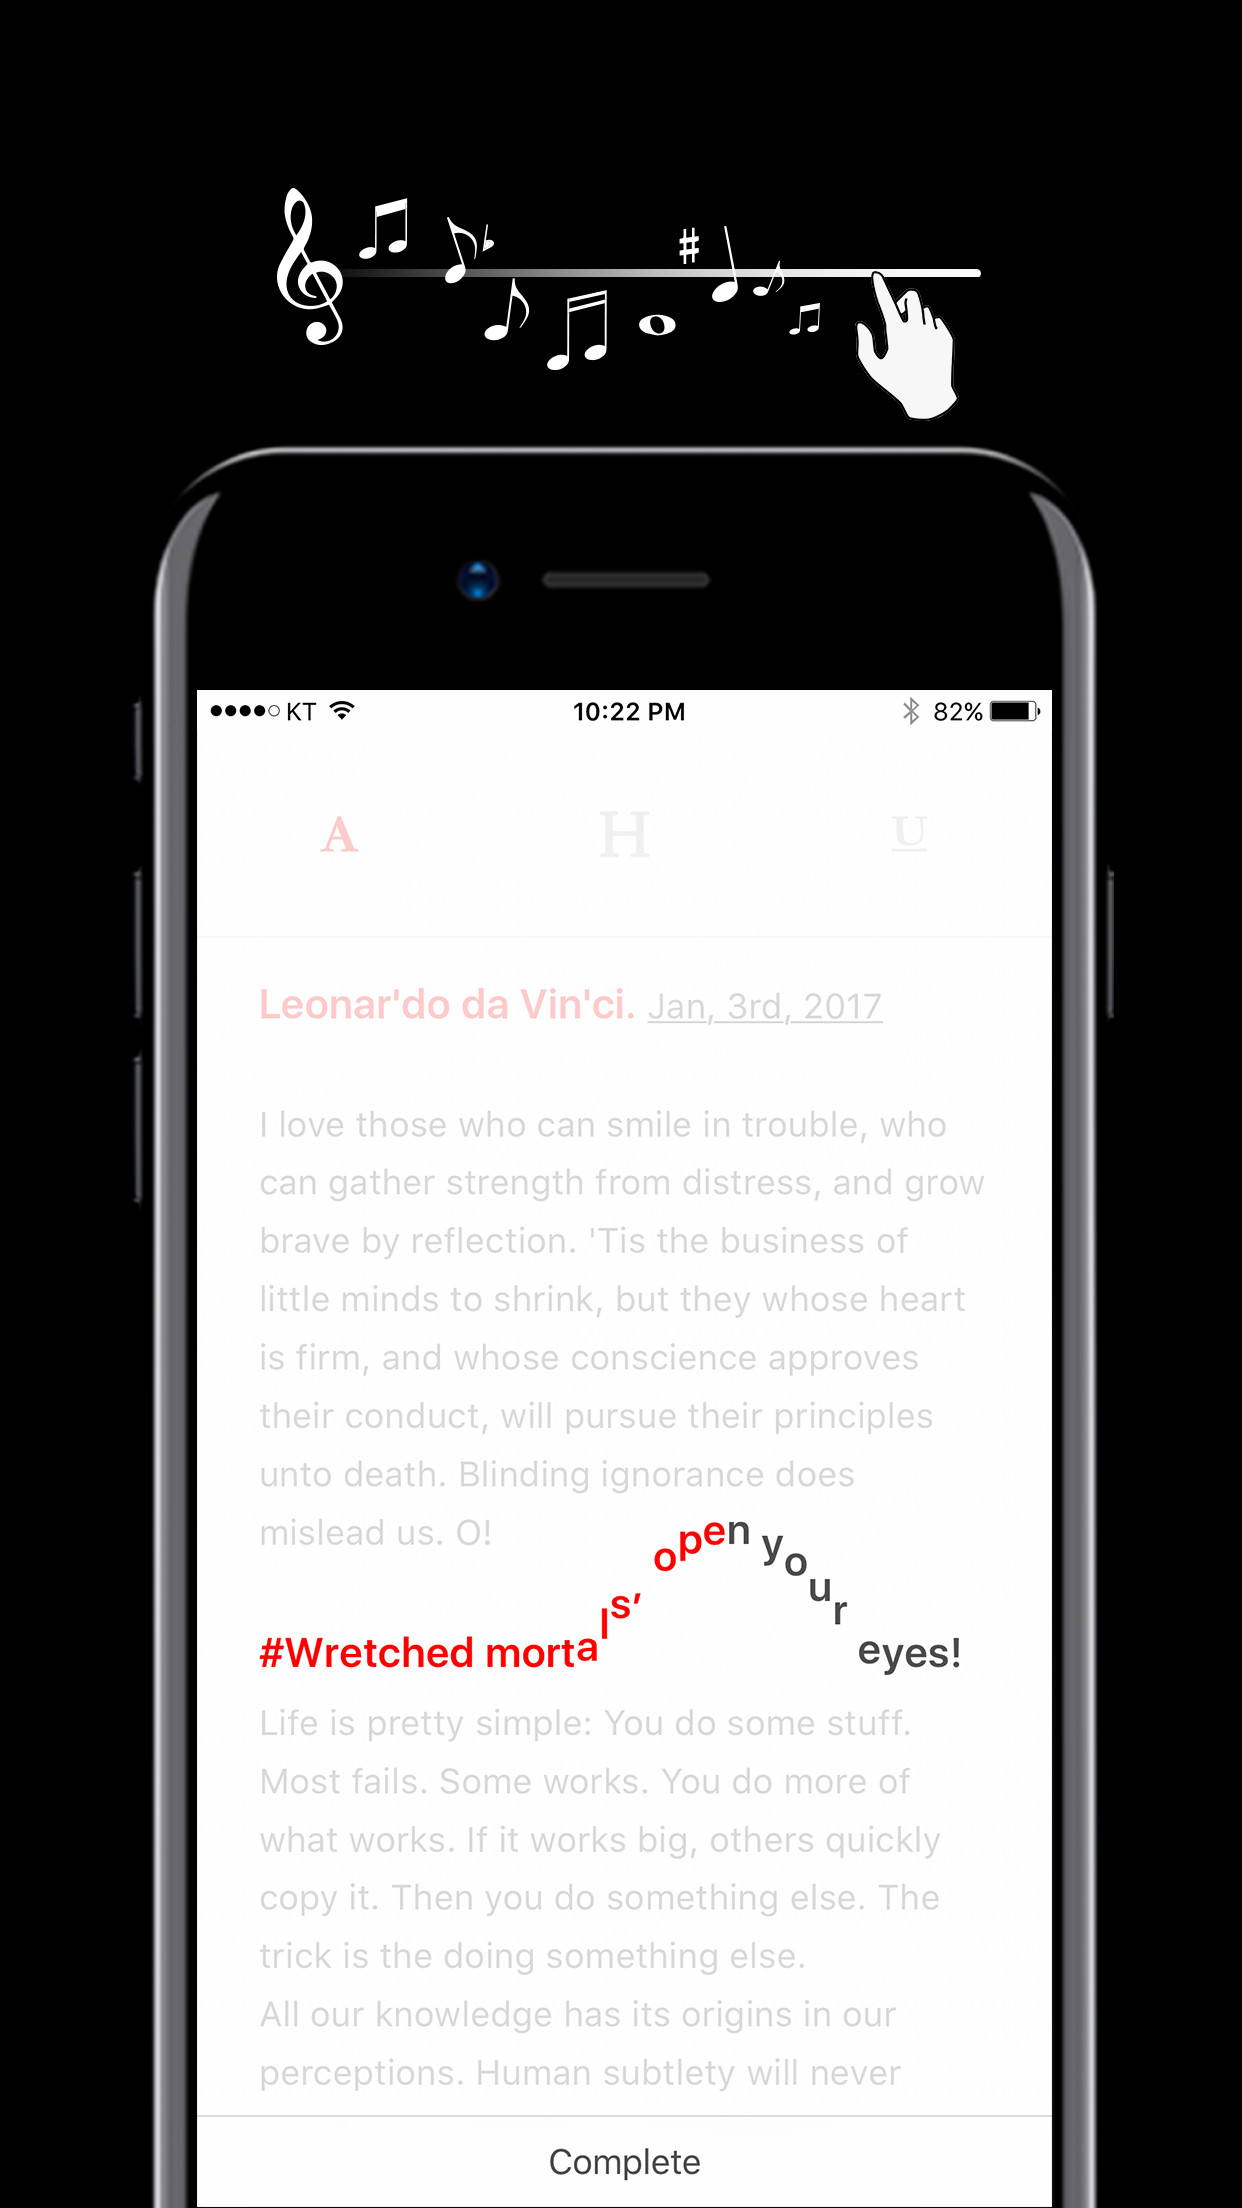 KT 10:22 PM 82%
A H U
Leonar'do da Vin'ci. Jan, 3rd, 2017
I love those who can smile in trouble, who
can gather strength from distress, and grow
brave by reflection. 'Tis the business of
little minds to shrink, but they whose heart
is firm, and whose conscience approves
their conduct, will pursue their principles
unto death. Blinding ignorance does
mislead us. O!
#Wretched mortals’ open your eyes!
Life is pretty simple: You do some stuff.
Most fails. Some works. You do more of
what works. If it works big, others quickly
copy it. Then you do something else. The
trick is the doing something else.
All our knowledge has its origins in our
perceptions. Human subtlety will never
Complete